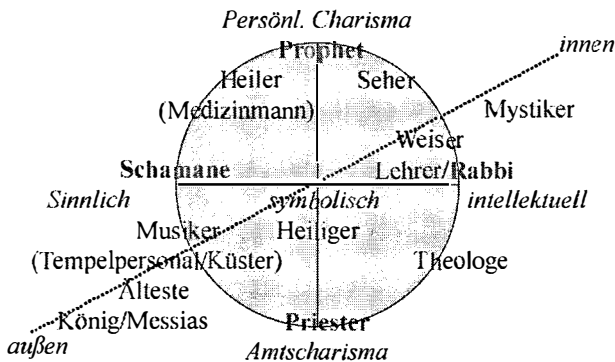 Persönl. Charisma
Prophet
innen
Heiler
Seher
(Medizinmann)
Mystiker
Weiser
Schamane
Lehrer/Rabbi
Sinnlich
symbolisch
intellektuell
Musiker
Heiliger
(Tempelpersonal/Küster)
Theologe
Älteste
König/Messias
Priester
außen
Amtscharisma